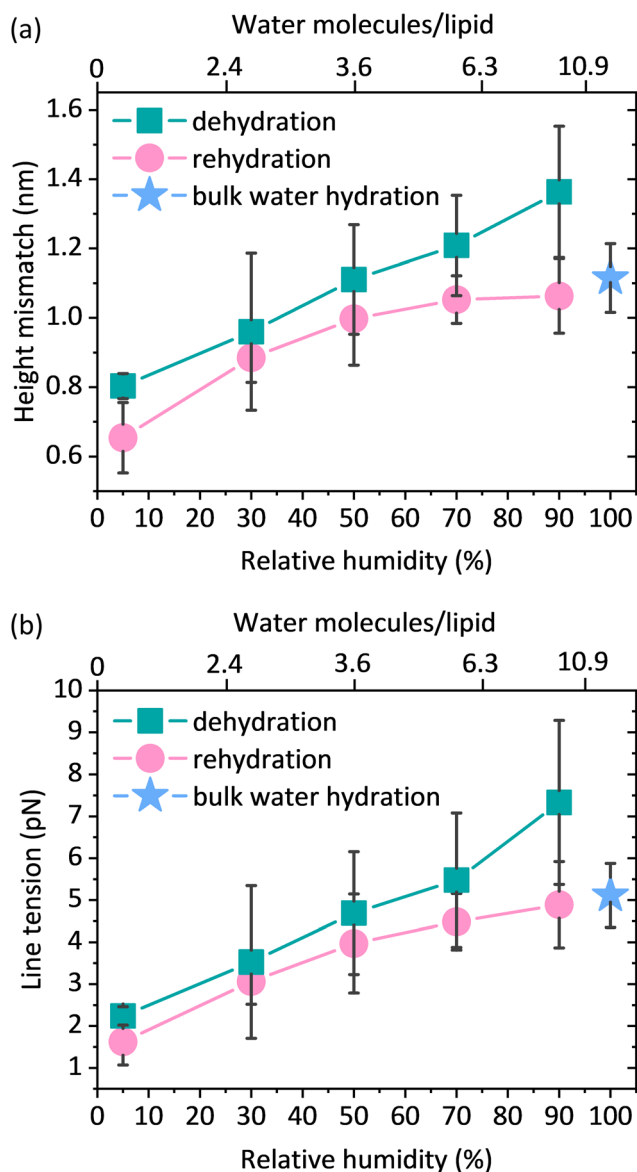 (a)
Water molecules/lipid
0 2.4 3.6 6.3 10.9
1.6
1.4
1.2
1.0
0.8
0.6
Height mismatch (nm)
dehydration
rehydration
bulk water hydration
0 10 20 30 40 50 60 70 80 90 100
Relative humidity (%)
(b)
Water molecules/lipid
0 2.4 3.6 6.3 10.9
10
9
8
7
6
5
4
3
2
1
Line tension (pN)
dehydration
rehydration
bulk water hydration
0 10 20 30 40 50 60 70 80 90 100
Relative humidity (%)